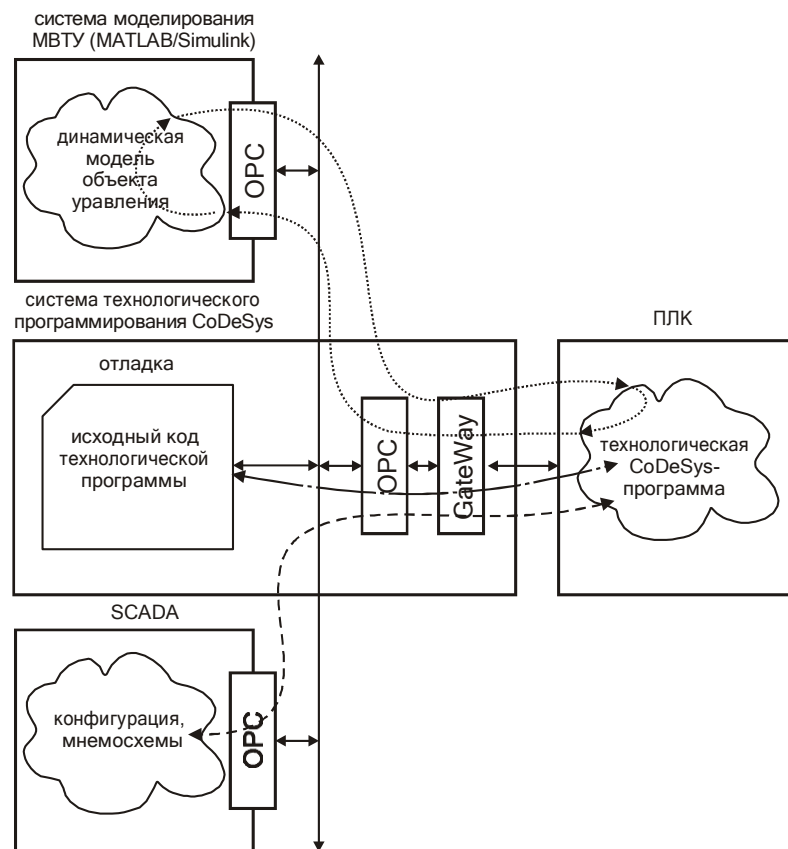 система моделирования
МВТУ (MATLAB/Simulink)
динамическая
модель
объекта
уравления
OPC
система технологического
программирования CoDeSys
отладка
исходный код
технологической
программы
OPC
GateWay
ПЛК
технологическая
CoDeSys-
программа
SCADA
конфигурация,
мнемосхемы
OPC